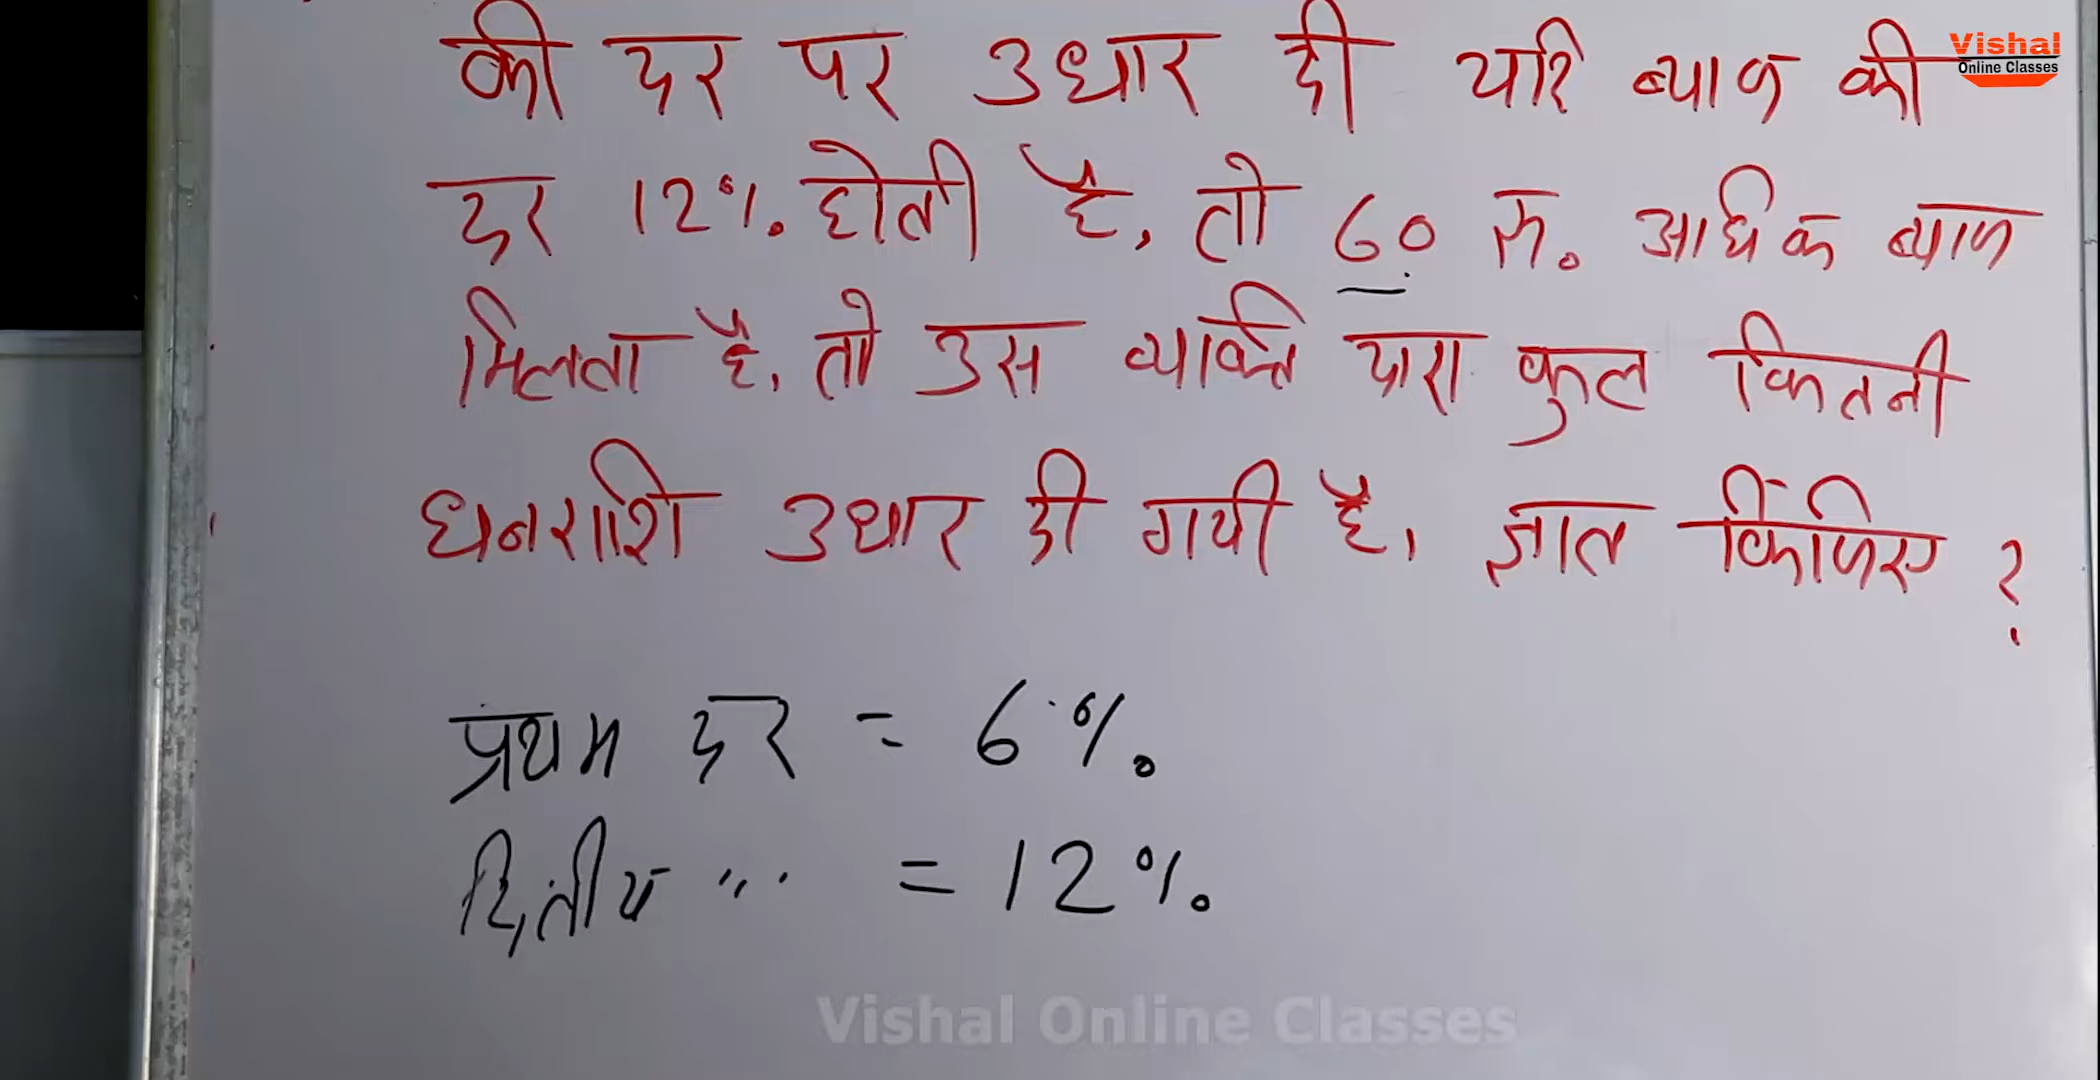 Vishal
Online Classes
की दर पर उधार दी यदि ब्याज की
दर 12%. होती है, तो 60 रू. अधिक ब्याज
मिलता है, तो उस व्यक्ति द्वारा कुल कितनी
धनराशि उधार दी गयी है, ज्ञात किजिए ?
प्रथम दर = 6%.
द्वितीय "" = 12%.
Vishal Online Classes